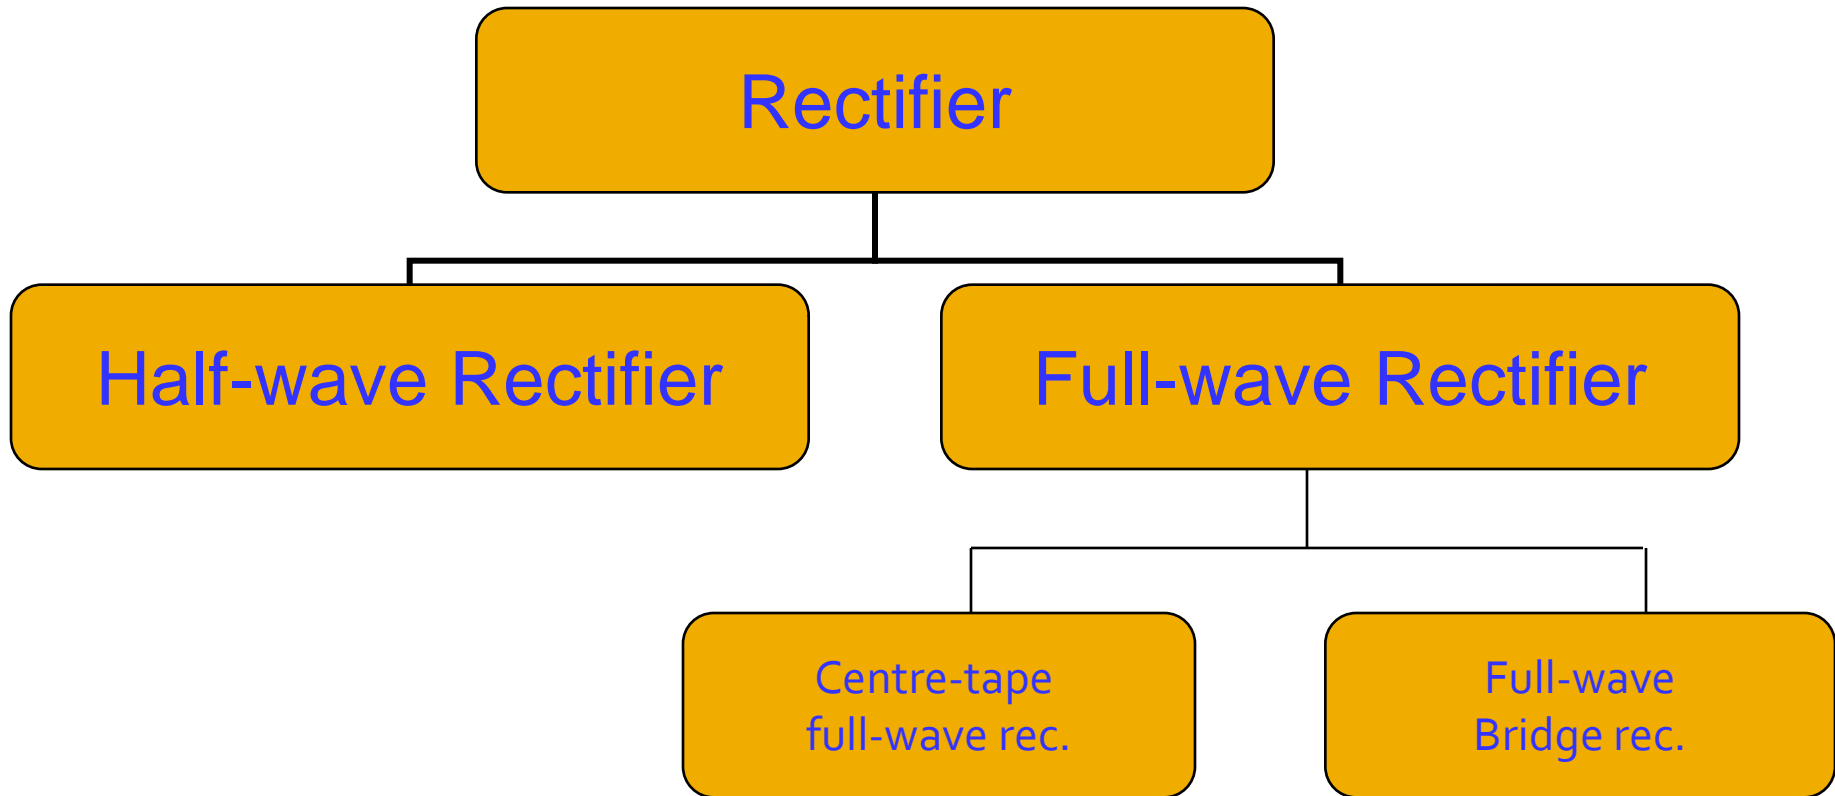 Rectifier
Half-wave Rectifier
Full-wave Rectifier
Centre-tape
full-wave rec.
Full-wave
Bridge rec.